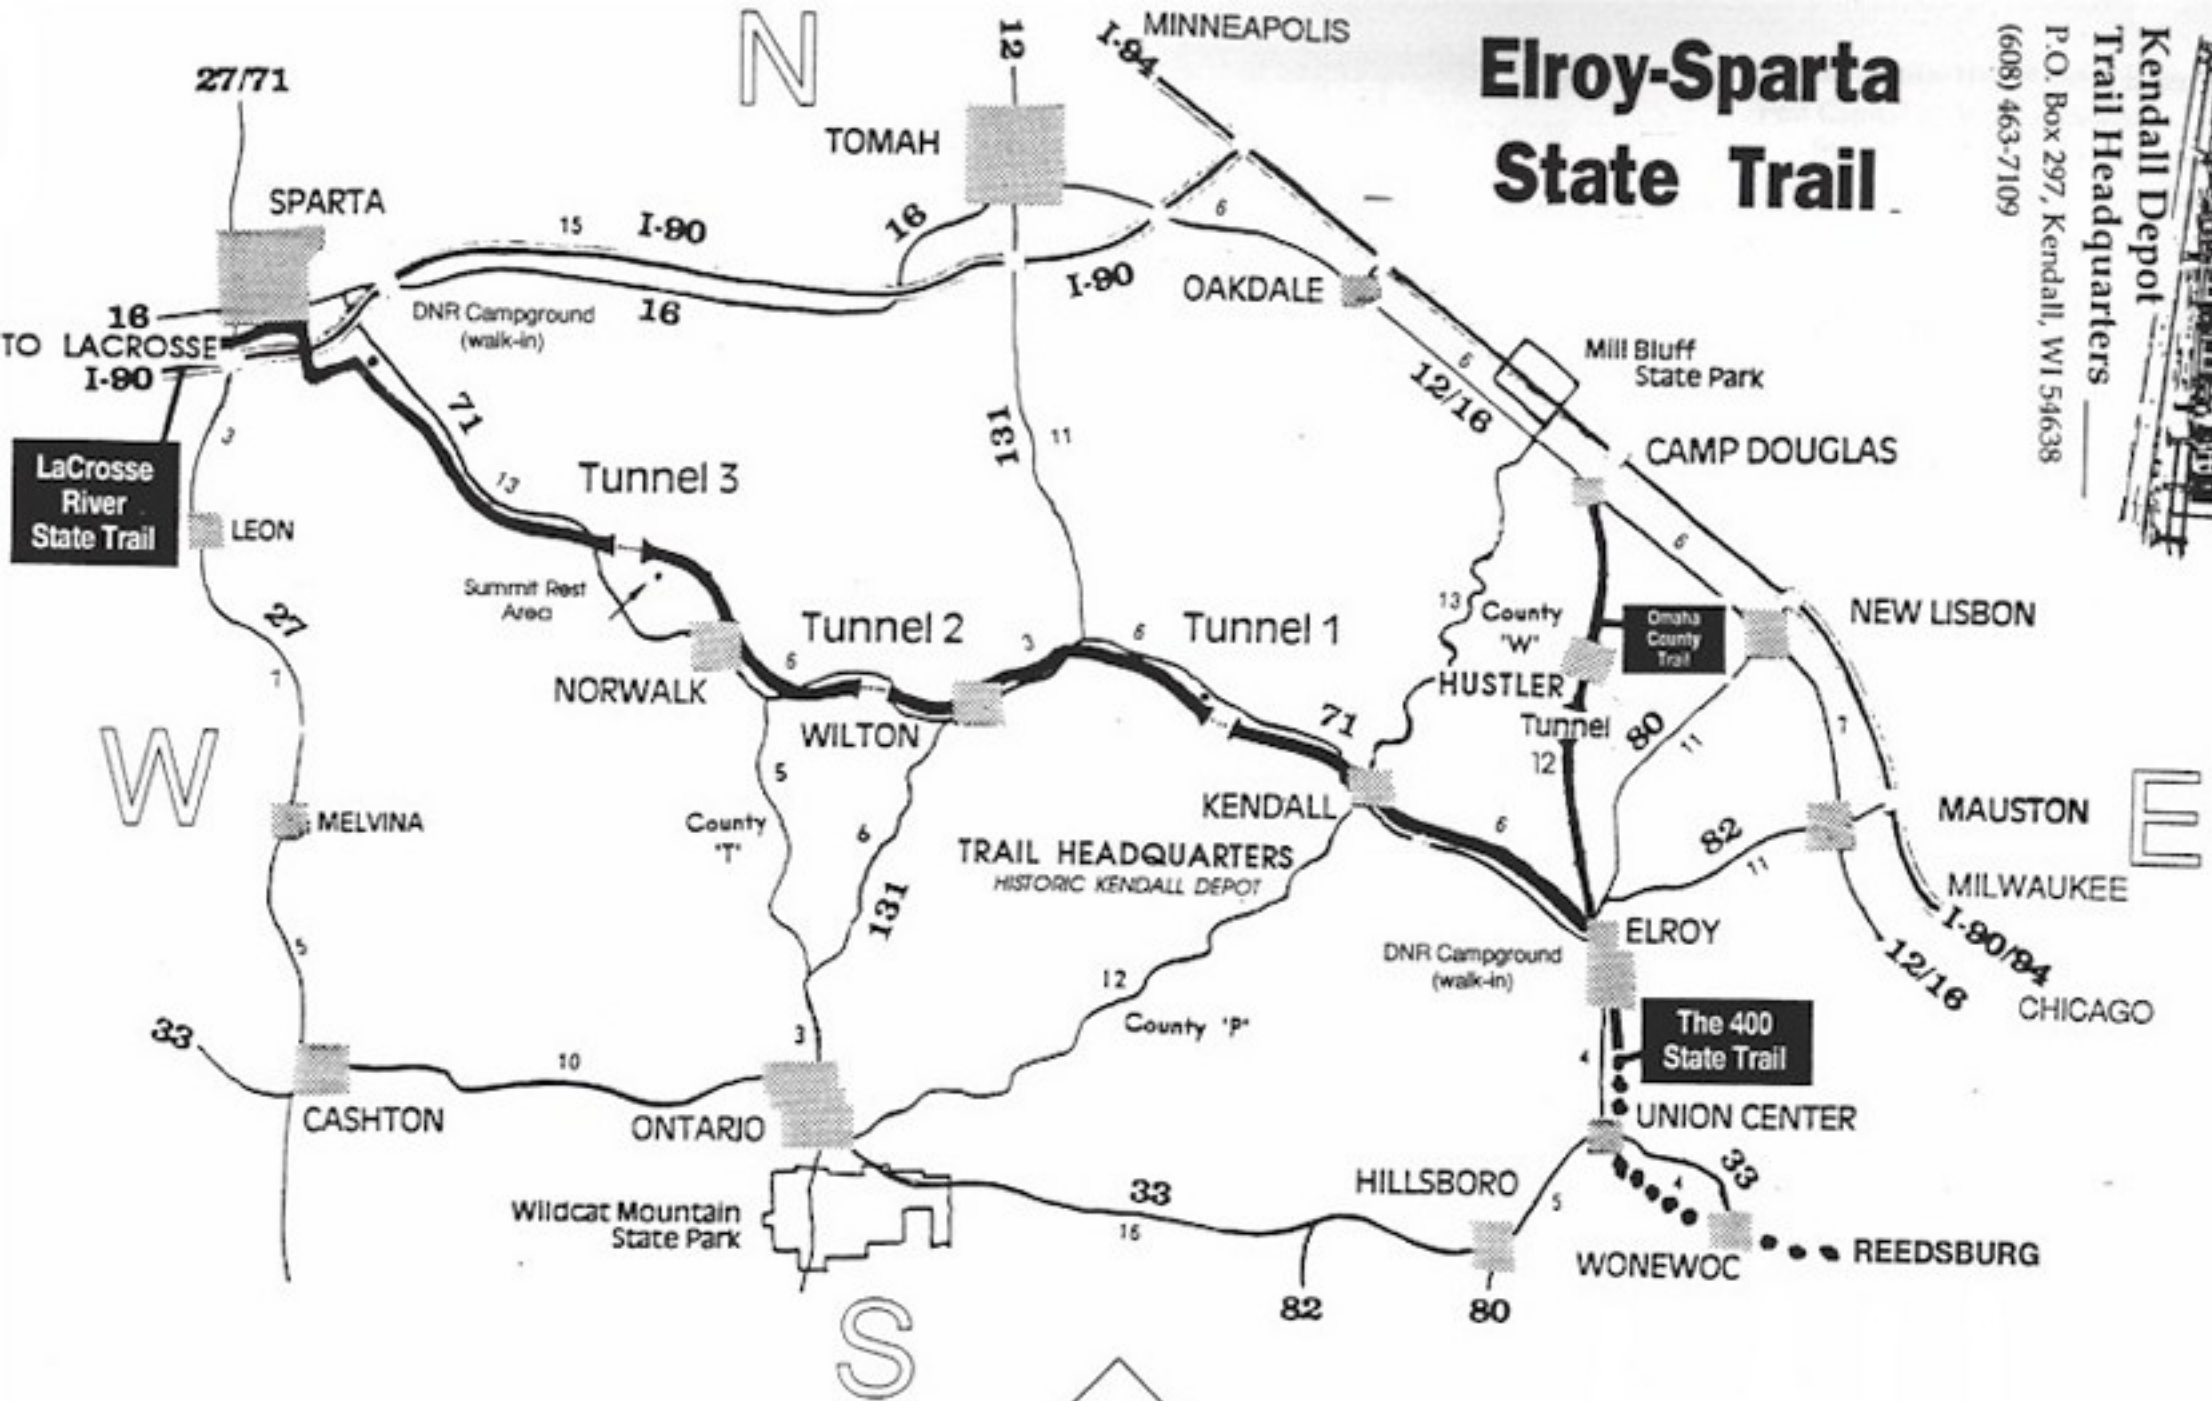 N
12
I-94
MINNEAPOLIS
Elroy-Sparta
State Trail
Kendall Depot
Trail Headquarters
P.O. Box 297, Kendall, WI 54638
(608) 463-7109
27/71
TOMAH
SPARTA
15
I-90
16
6
I-90
OAKDALE
16
TO LACROSSE
I-90
DNR Campground
(walk-in)
16
Mill Bluff
State Park
6
12/16
71
3
131
11
CAMP DOUGLAS
LaCrosse
River
State Trail
Tunnel 3
13
LEON
6
Summit Rest
Area
27
7
Tunnel 2
3
6
Tunnel 1
13
County
"W"
Omaha
County
Trail
NEW LISBON
NORWALK
6
WILTON
71
HUSTLER
Tunnel
12
80
11
7
W
E
5
County
"T"
6
131
MELVINA
KENDALL
TRAIL HEADQUARTERS
HISTORIC KENDALL DEPOT
6
82
11
MAUSTON
MILWAUKEE
I-90/94
12/16
CHICAGO
5
ELROY
DNR Campground
(walk-in)
12
County "P"
33
3
10
4
The 400
State Trail
CASHTON
ONTARIO
UNION CENTER
Wildcat Mountain
State Park
33
16
HILLSBORO
5
4
33
WONEWOC
REEDSBURG
82
80
S